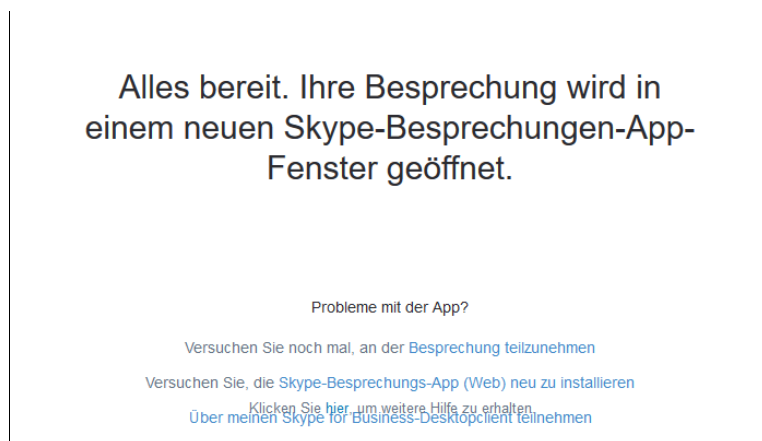 Alles bereit. Ihre Besprechung wird in
einem neuen Skype-Besprechungen-App-
Fenster geöffnet.
Probleme mit der App?
Versuchen Sie noch mal, an der Besprechung teilzunehmen
Versuchen Sie, die Skype-Besprechungs-App (Web) neu zu installieren
Klicken Sie hier, um weitere Hilfe zu erhalten.
Über meinen Skype for Business-Desktopclient teilnehmen